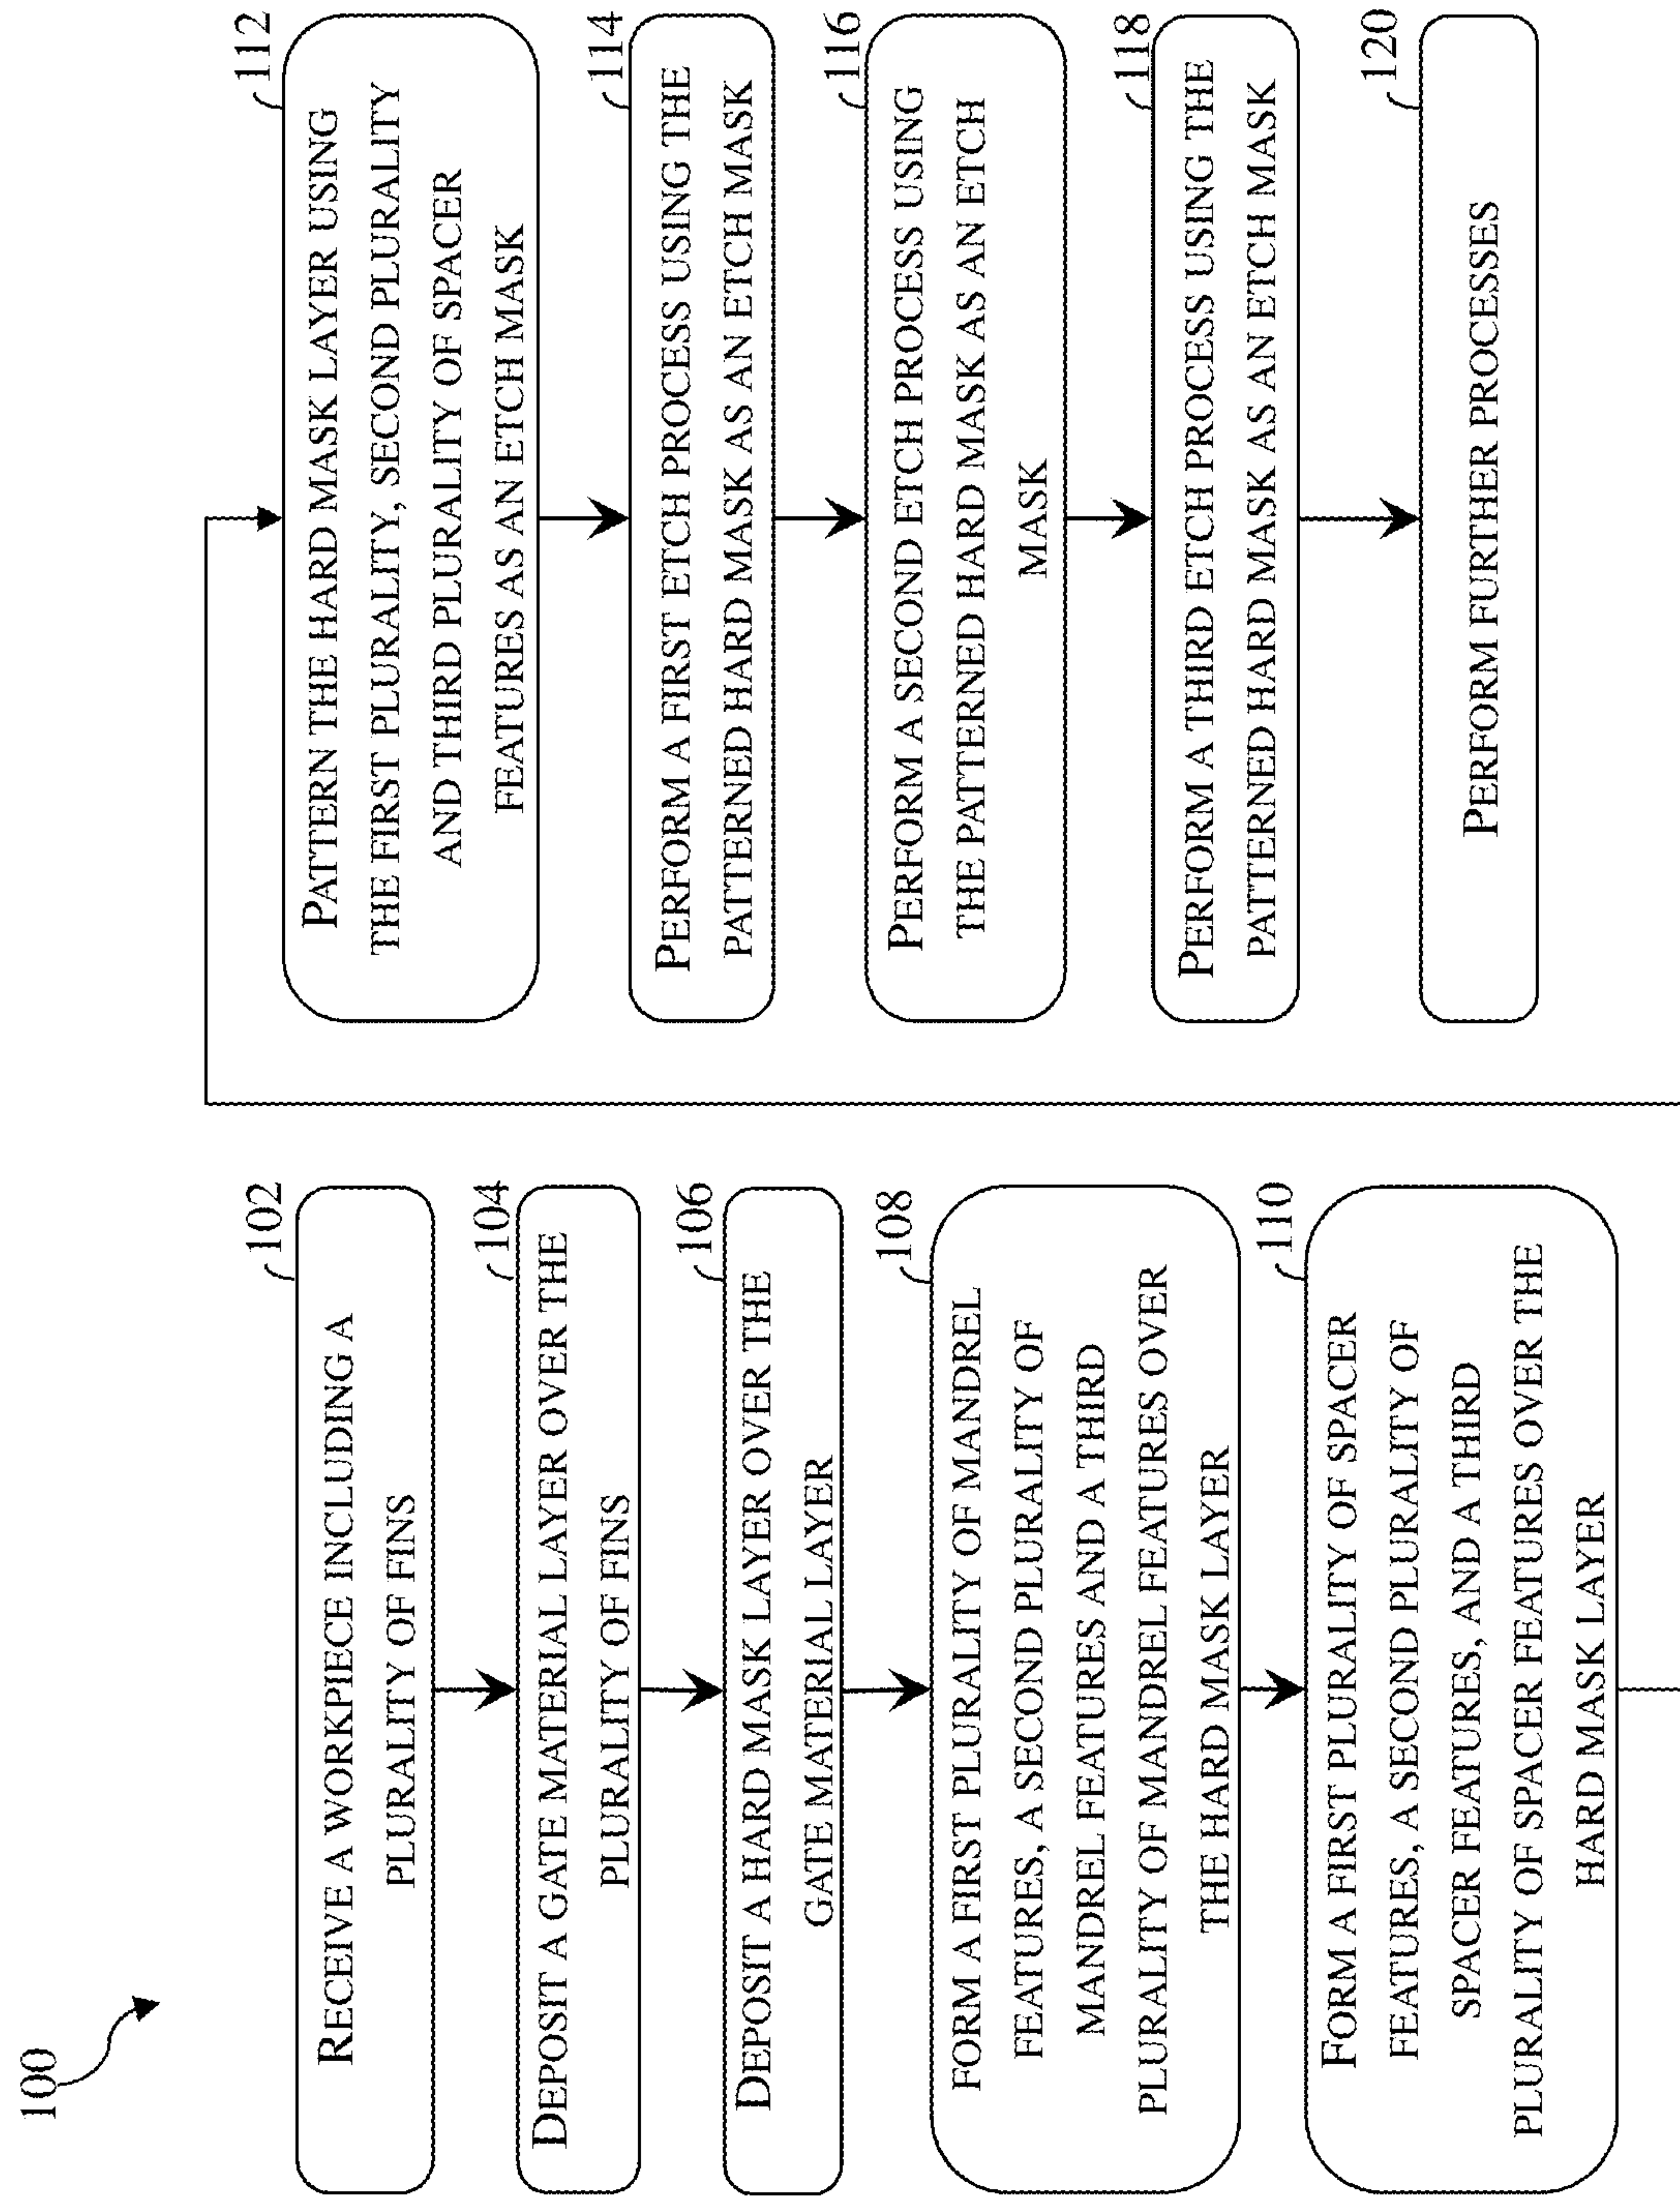 100
102
RECEIVE A WORKPIECE INCLUDING A
PLURALITY OF FINS
104
DEPOSIT A GATE MATERIAL LAYER OVER THE
PLURALITY OF FINS
106
DEPOSIT A HARD MASK LAYER OVER THE
GATE MATERIAL LAYER
108
FORM A FIRST PLURALITY OF MANDREL
FEATURES, A SECOND PLURALITY OF
MANDREL FEATURES AND A THIRD
PLURALITY OF MANDREL FEATURES OVER
THE HARD MASK LAYER
110
FORM A FIRST PLURALITY OF SPACER
FEATURES, A SECOND PLURALITY OF
SPACER FEATURES, AND A THIRD
PLURALITY OF SPACER FEATURES OVER THE
HARD MASK LAYER
112
PATTERN THE HARD MASK LAYER USING
THE FIRST PLURALITY, SECOND PLURALITY
AND THIRD PLURALITY OF SPACER
FEATURES AS AN ETCH MASK
114
PERFORM A FIRST ETCH PROCESS USING THE
PATTERNED HARD MASK AS AN ETCH MASK
116
PERFORM A SECOND ETCH PROCESS USING
THE PATTERNED HARD MASK AS AN ETCH
MASK
118
PERFORM A THIRD ETCH PROCESS USING THE
PATTERNED HARD MASK AS AN ETCH MASK
120
PERFORM FURTHER PROCESSES